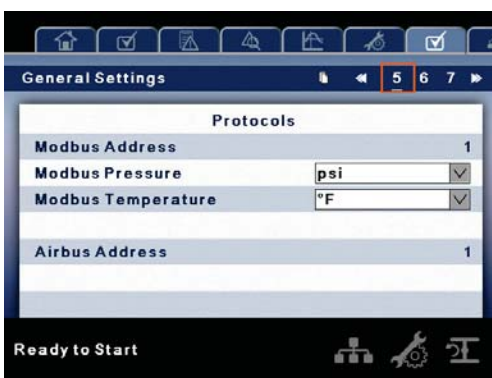 General Settings 5 6 7
Protocols
Modbus Address 1
Modbus Pressure psi
Modbus Temperature °F
Airbus Address 1
Ready to Start